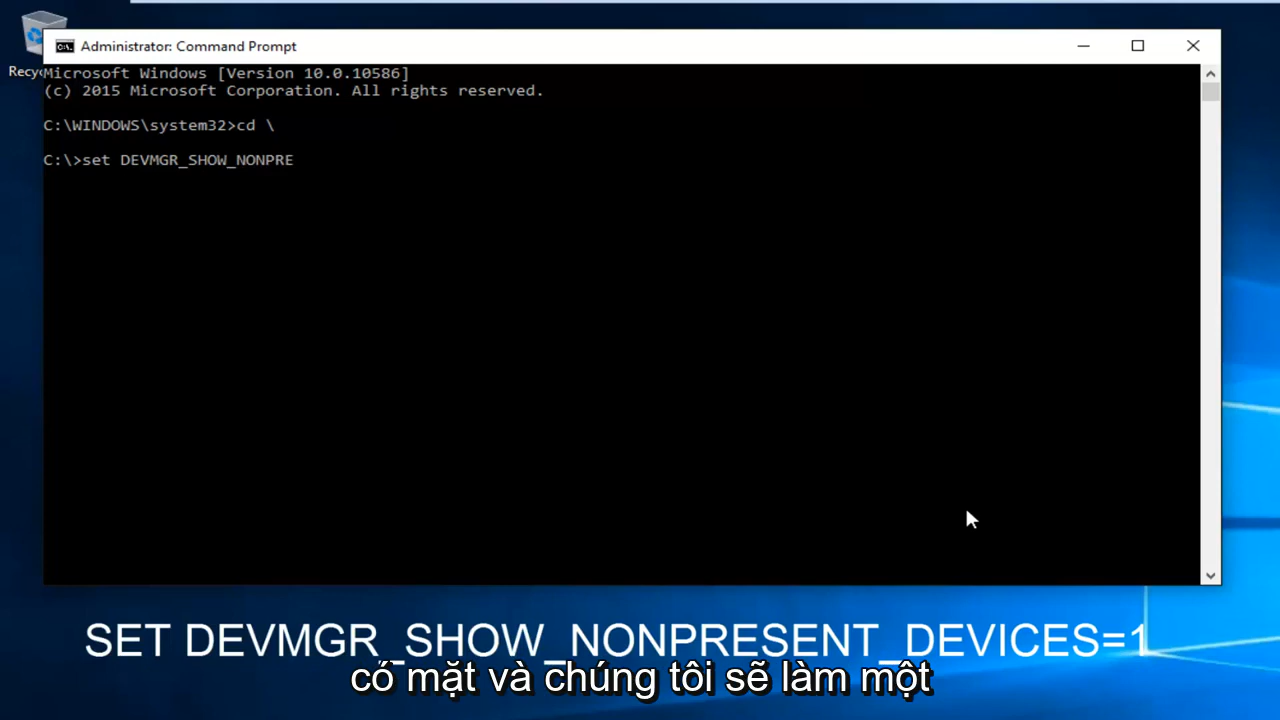 Administrator: Command Prompt
Recyc
Microsoft Windows [Version 10.0.10586]
(c) 2015 Microsoft Corporation. All rights reserved.
C:\WINDOWS\system32>cd \
C:\>set DEVMGR_SHOW_NONPRE
SET DEVMGR_SHOW_NONPRESENT_DEVICES=1
có mặt và chúng tôi sẽ làm một